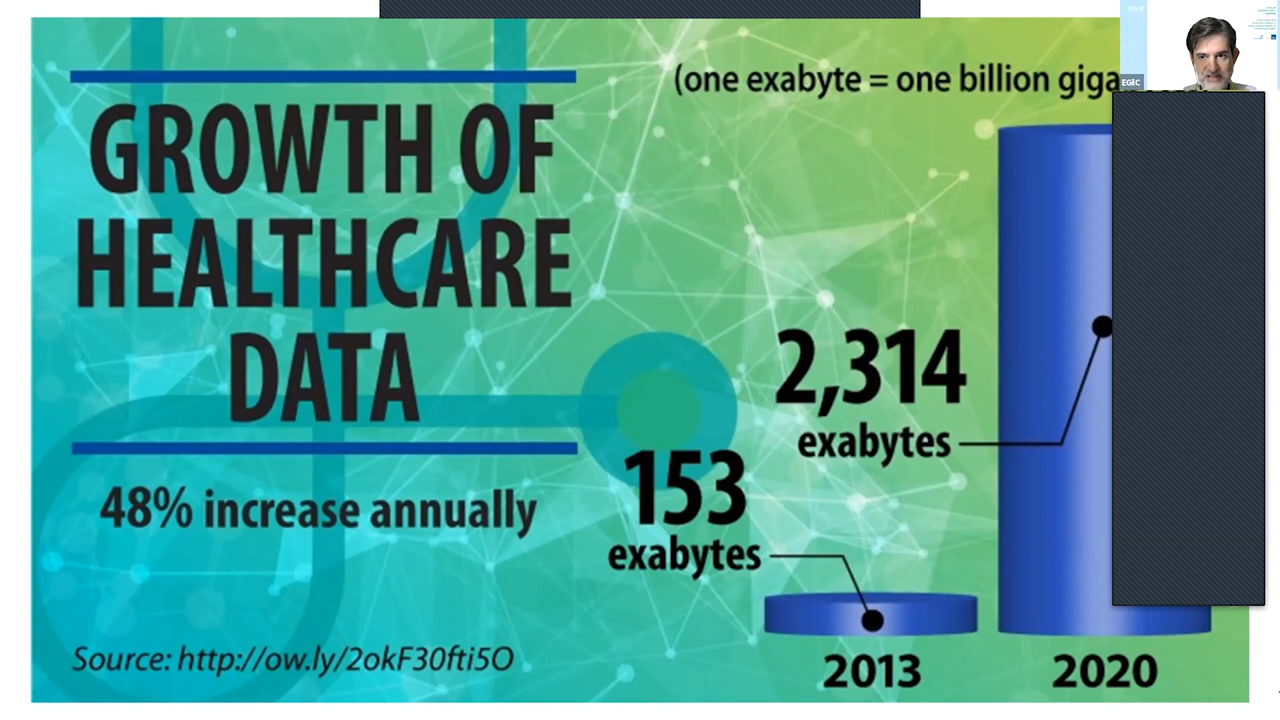 (one exabyte = one billion giga
GROWTH OF
HEALTHCARE
DATA
48% increase annually
2,314
exabytes
153
exabytes
Source: http://ow.ly/2okF30fti5O
2013
2020
EGilC